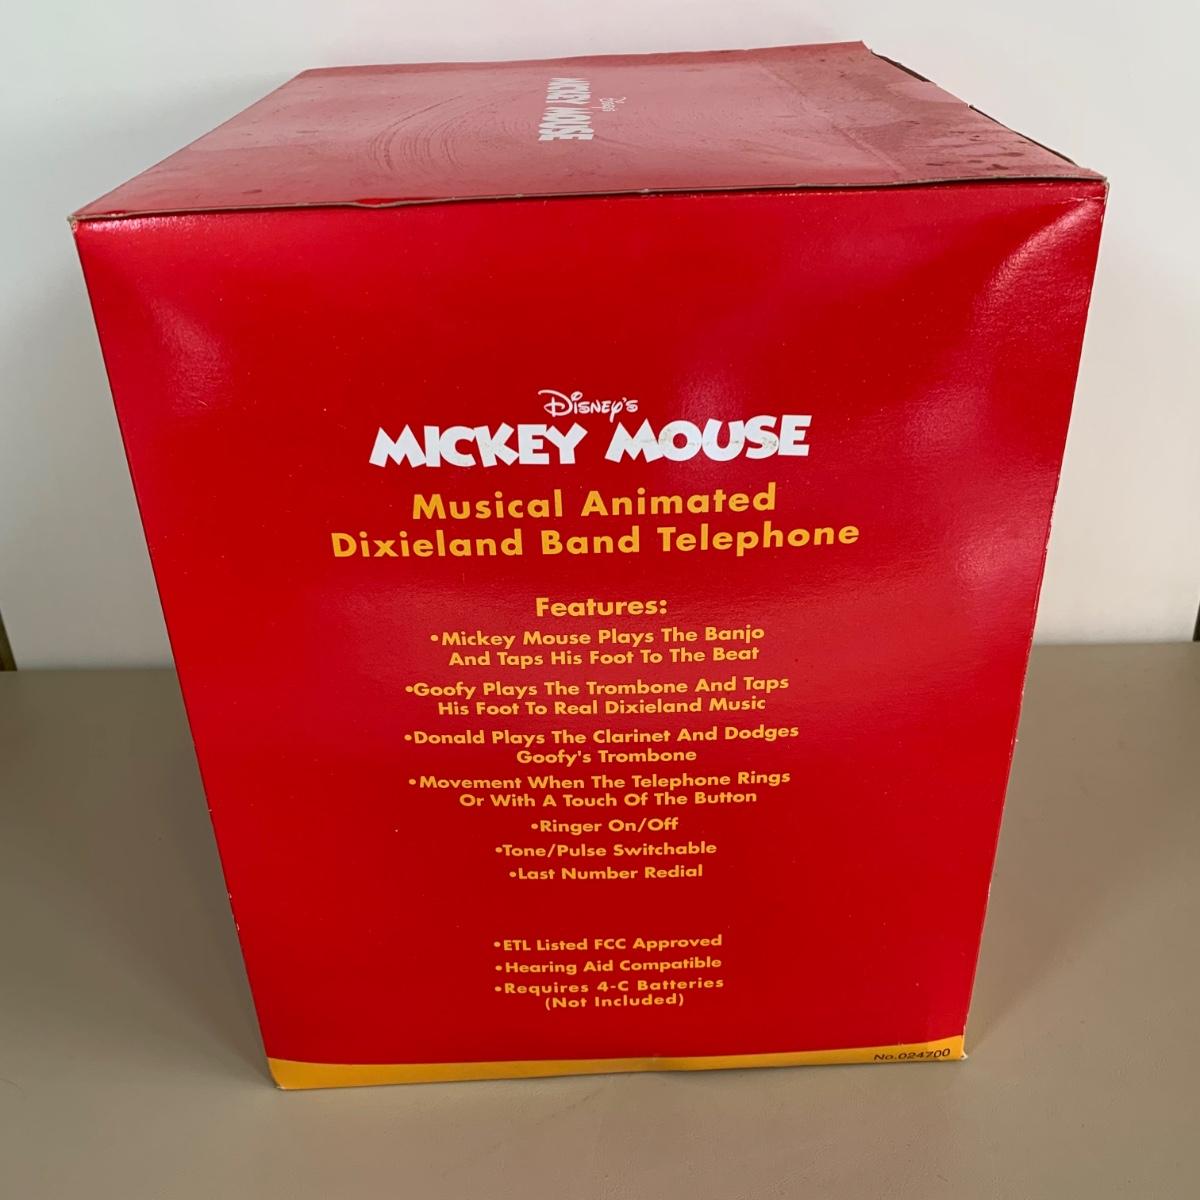 Disney's
MICKEY MOUSE
Disney's
MICKEY MOUSE
Musical Animated
Dixieland Band Telephone
Features:
•Mickey Mouse Plays The Banjo
And Taps His Foot To The Beat
•Goofy Plays The Trombone And Taps
His Foot To Real Dixieland Music
•Donald Plays The Clarinet And Dodges
Goofy's Trombone
•Movement When The Telephone Rings
Or With A Touch Of The Button
•Ringer On/Off
•Tone/Pulse Switchable
•Last Number Redial
•ETL Listed FCC Approved
•Hearing Aid Compatible
•Requires 4-C Batteries
(Not Included)
No.024700